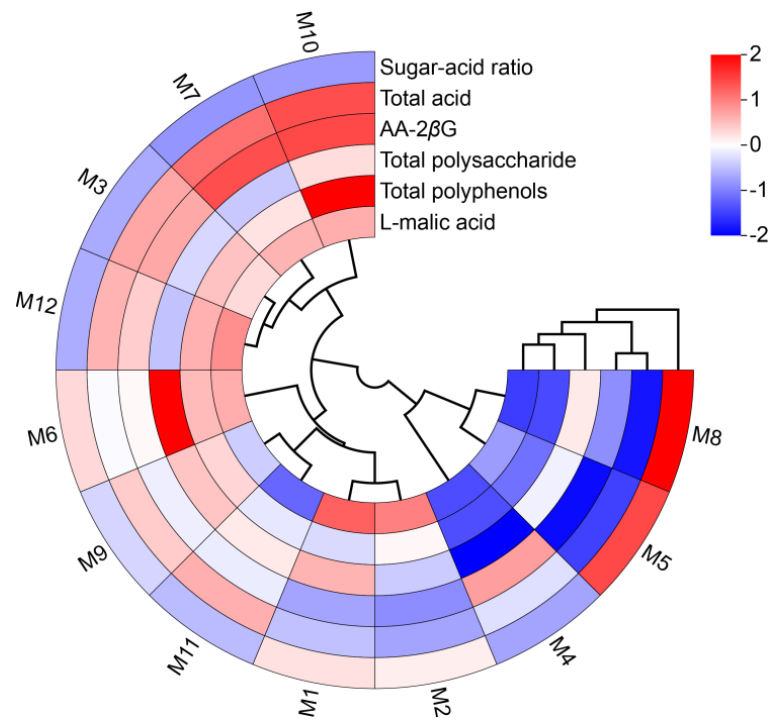 M10
M7
M3
M12
M6
M9
M11
M1
M2
M4
M5
M8
Sugar-acid ratio
Total acid
AA-2βG
Total polysaccharide
Total polyphenols
L-malic acid
2
1
0
-1
-2